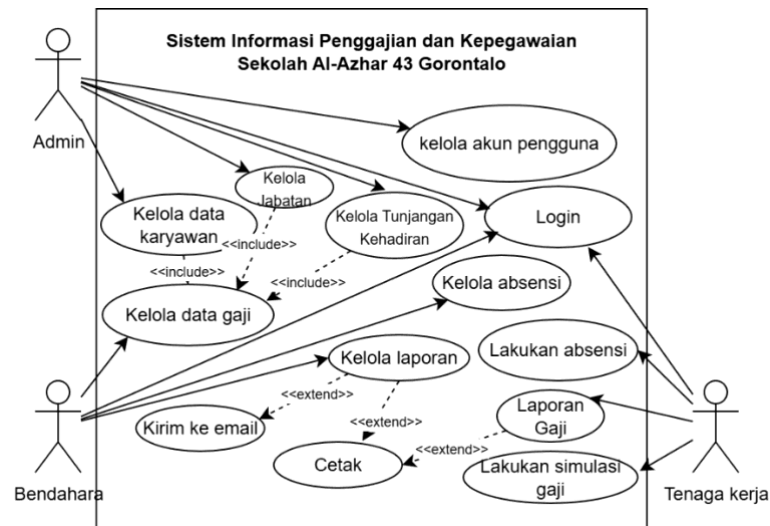 Sistem Informasi Penggajian dan Kepegawaian
Sekolah Al-Azhar 43 Gorontalo
Admin
kelola akun pengguna
Kelola
Jabatan
Kelola data
karyawan
Kelola Tunjangan
Kehadiran
Login
<<include>>
<<include>>
<<include>>
Kelola absensi
Kelola data gaji
Kelola laporan
Lakukan absensi
<<extend>>
Laporan
Gaji
Kirim ke email
<<extend>>
<<extend>>
Cetak
Lakukan simulasi
gaji
Bendahara
Tenaga kerja